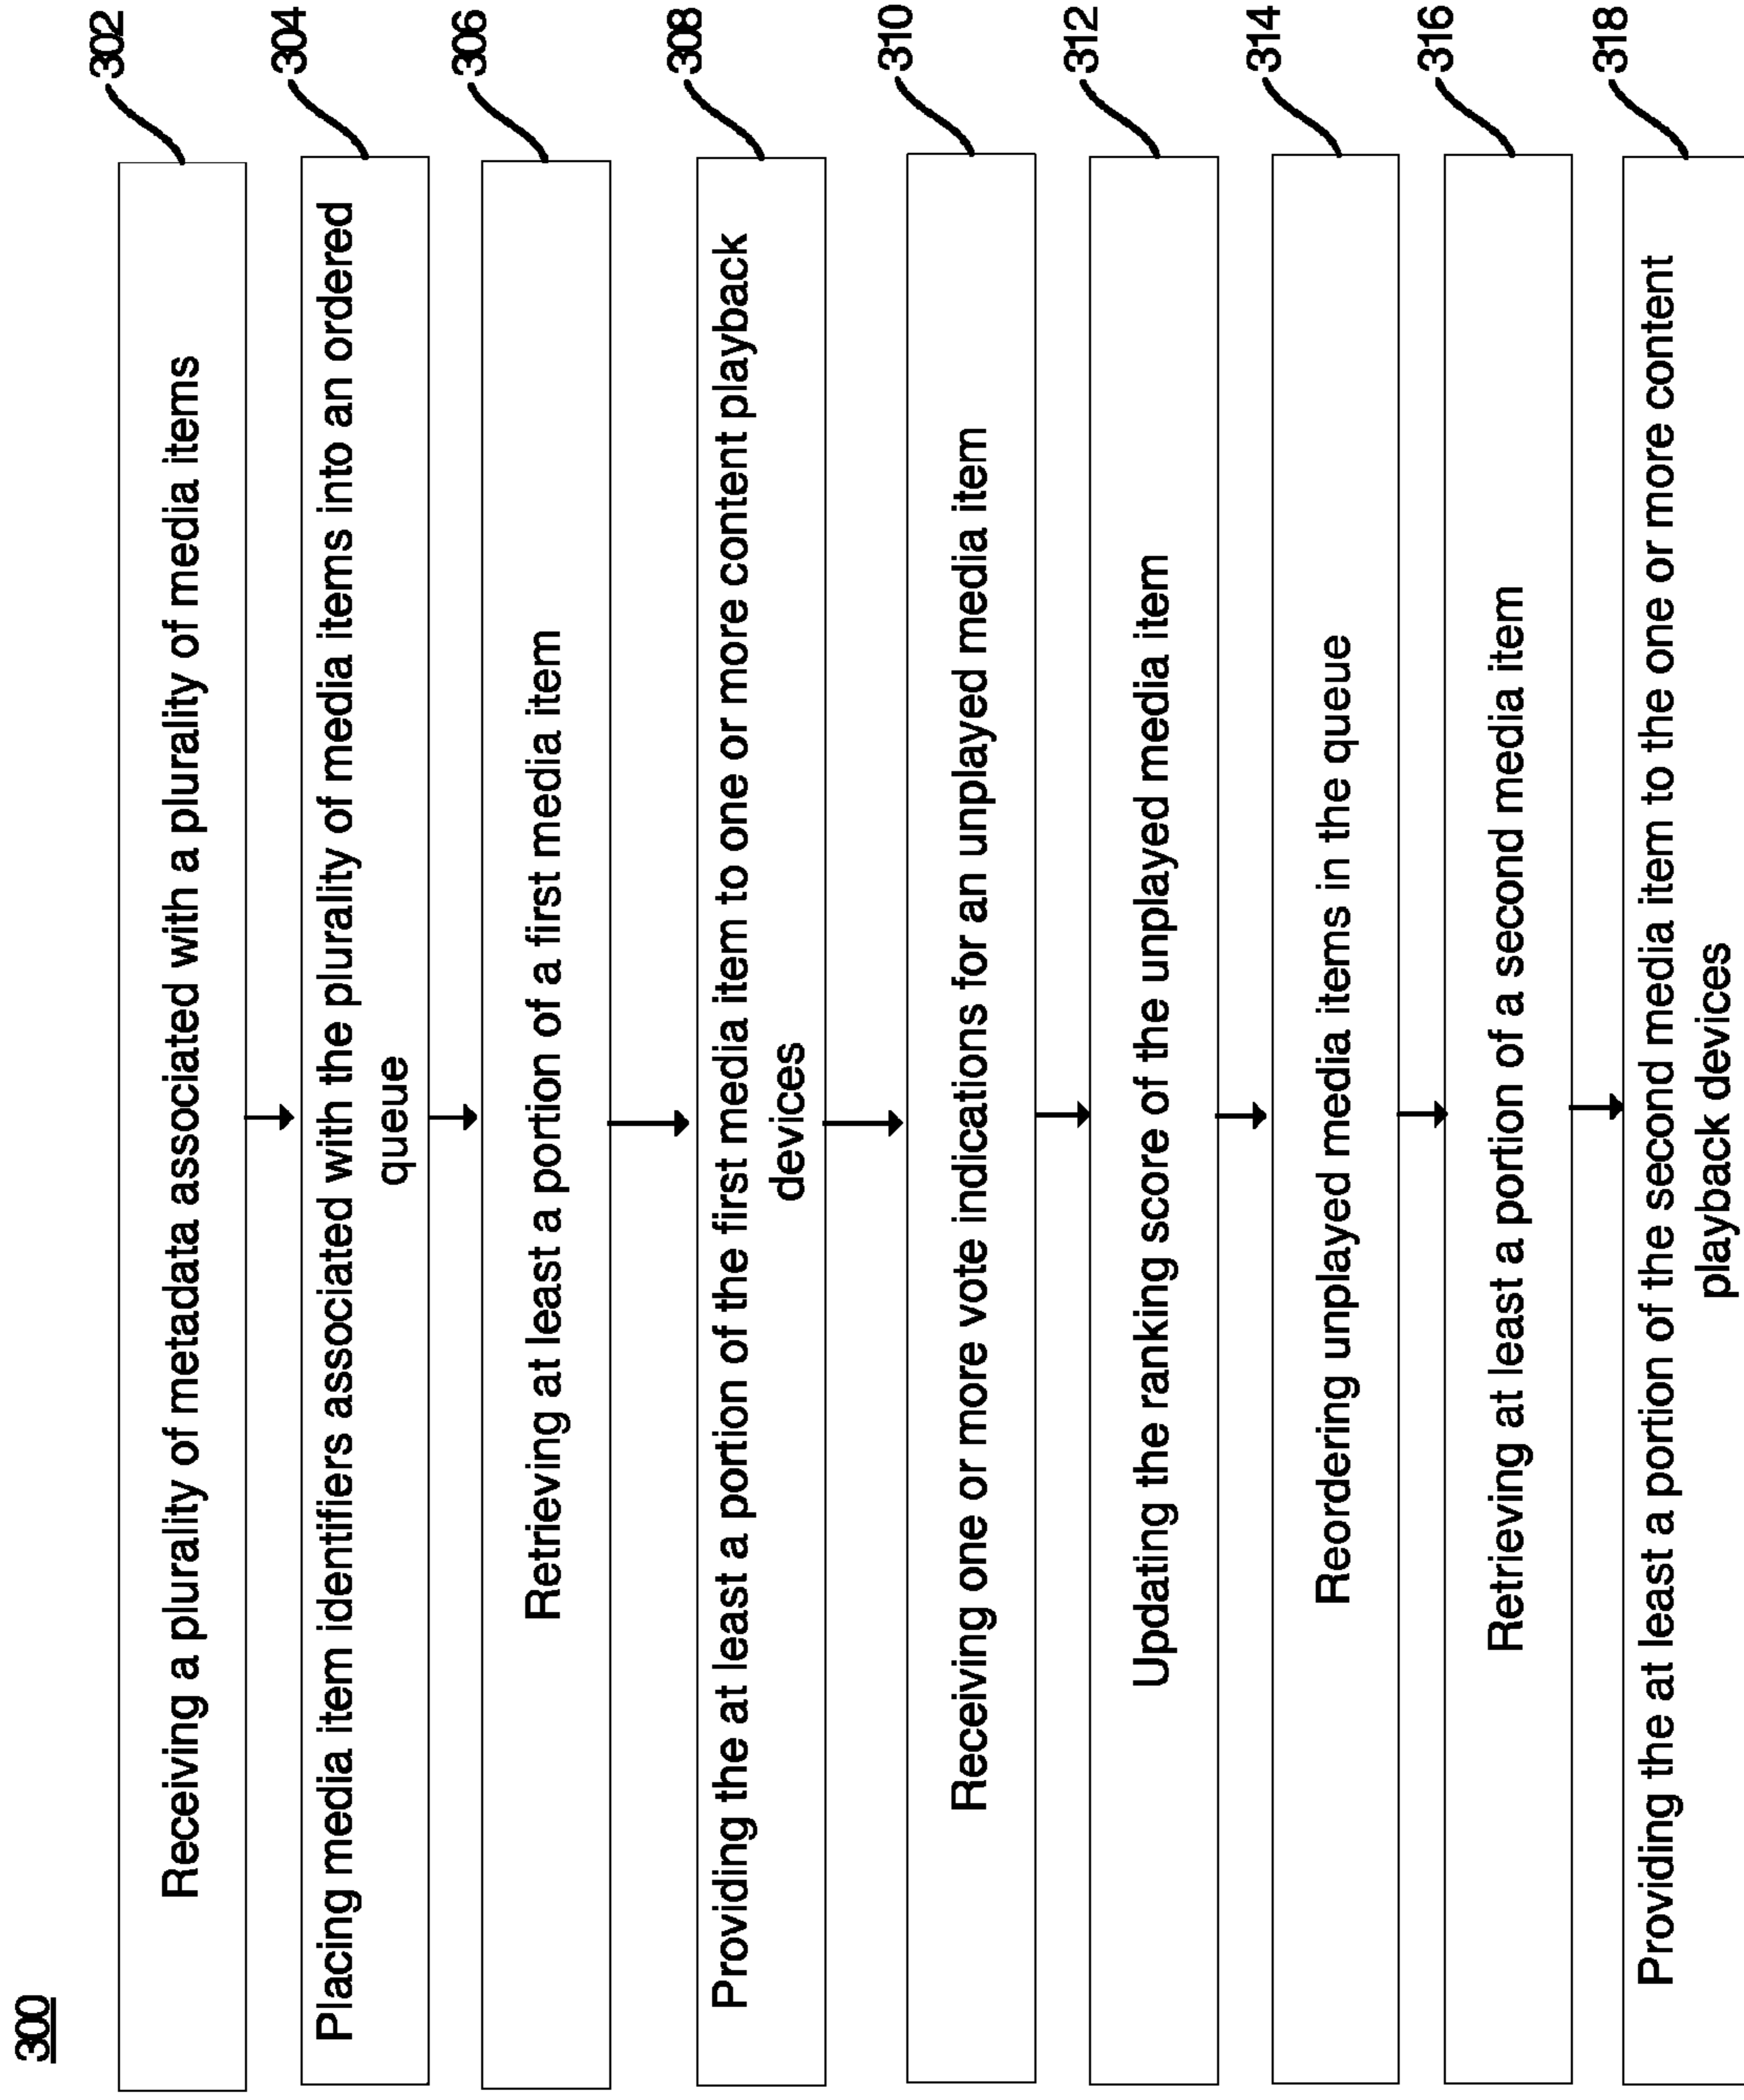 300
302
Receiving a plurality of metadata associated with a plurality of media items
304
Placing media item identifiers associated with the plurality of media items into an ordered
queue
306
Retrieving at least a portion of a first media item
308
Providing the at least a portion of the first media item to one or more content playback
devices
310
Receiving one or more vote indications for an unplayed media item
312
Updating the ranking score of the unplayed media item
314
Reordering unplayed media items in the queue
316
Retrieving at least a portion of a second media item
318
Providing the at least a portion of the second media item to the one or more content
playback devices